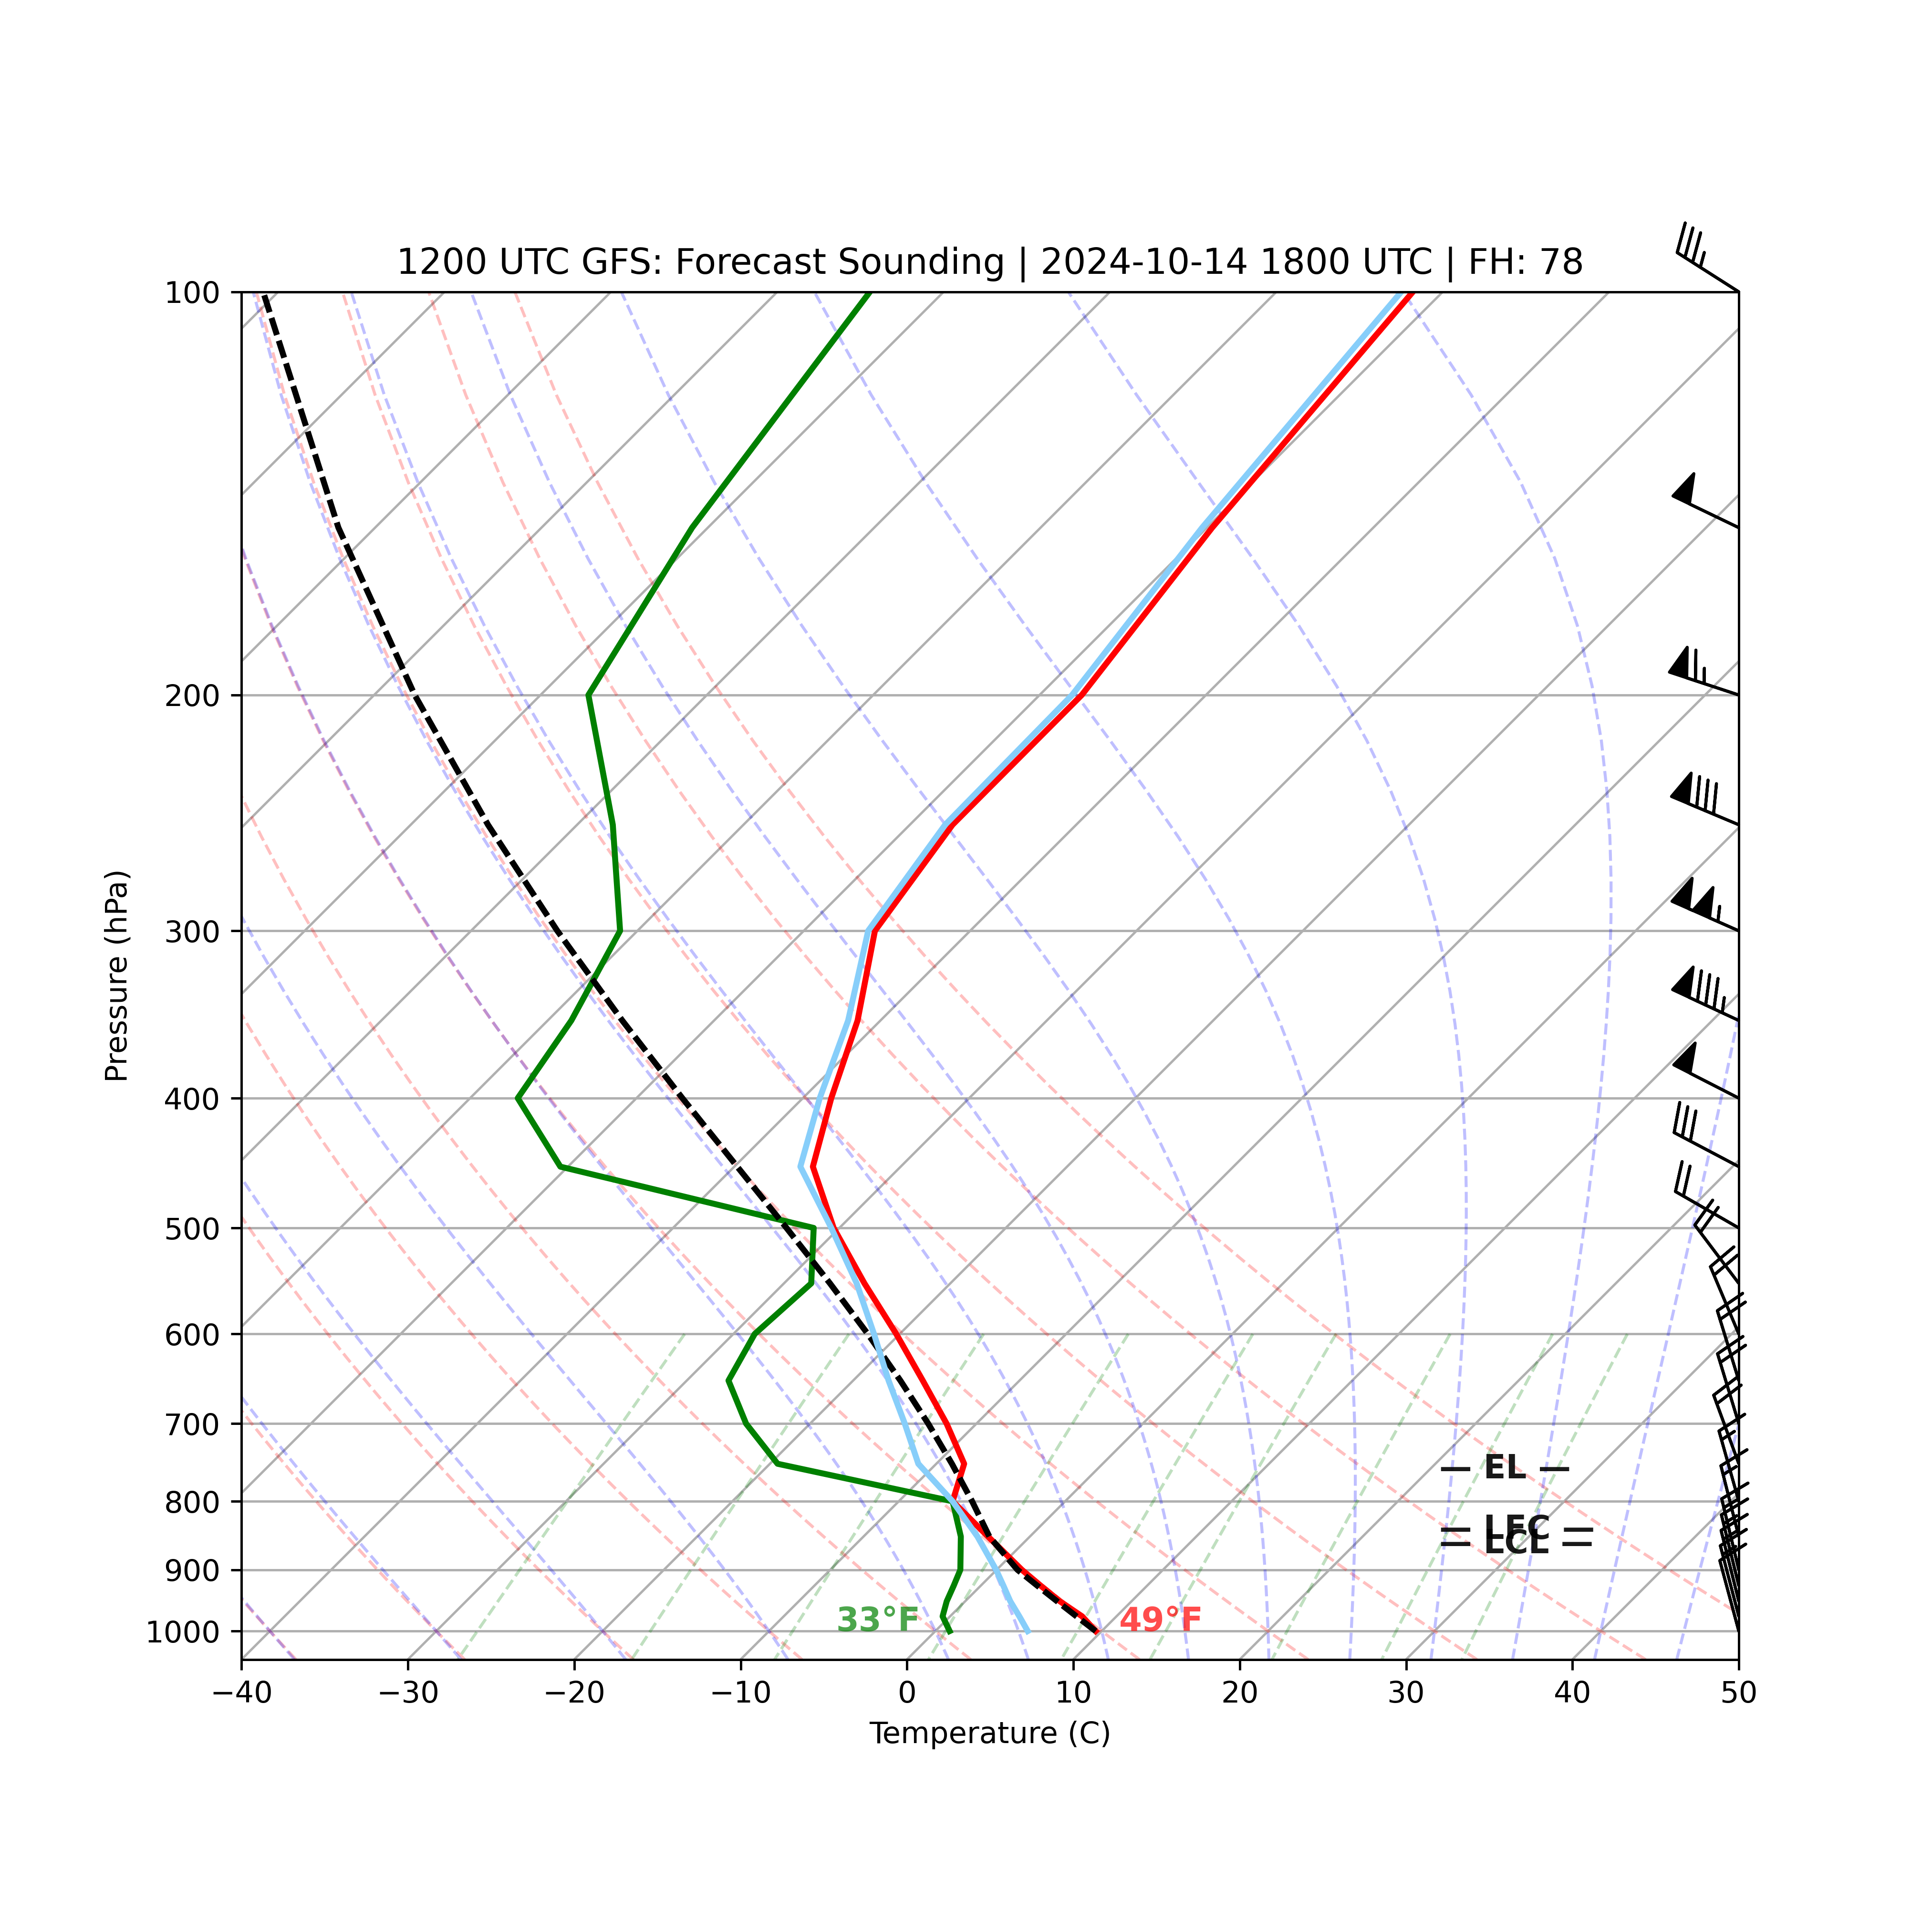 1200 UTC GFS: Forecast Sounding | 2024-10-14 1800 UTC | FH: 78
100
200
300
400
500
600
700
800
900
1000
Pressure (hPa)
— EL —
— LFC —
— LCL —
33°F
49°F
−40 −30 −20 −10 0 10 20 30 40 50
Temperature (C)